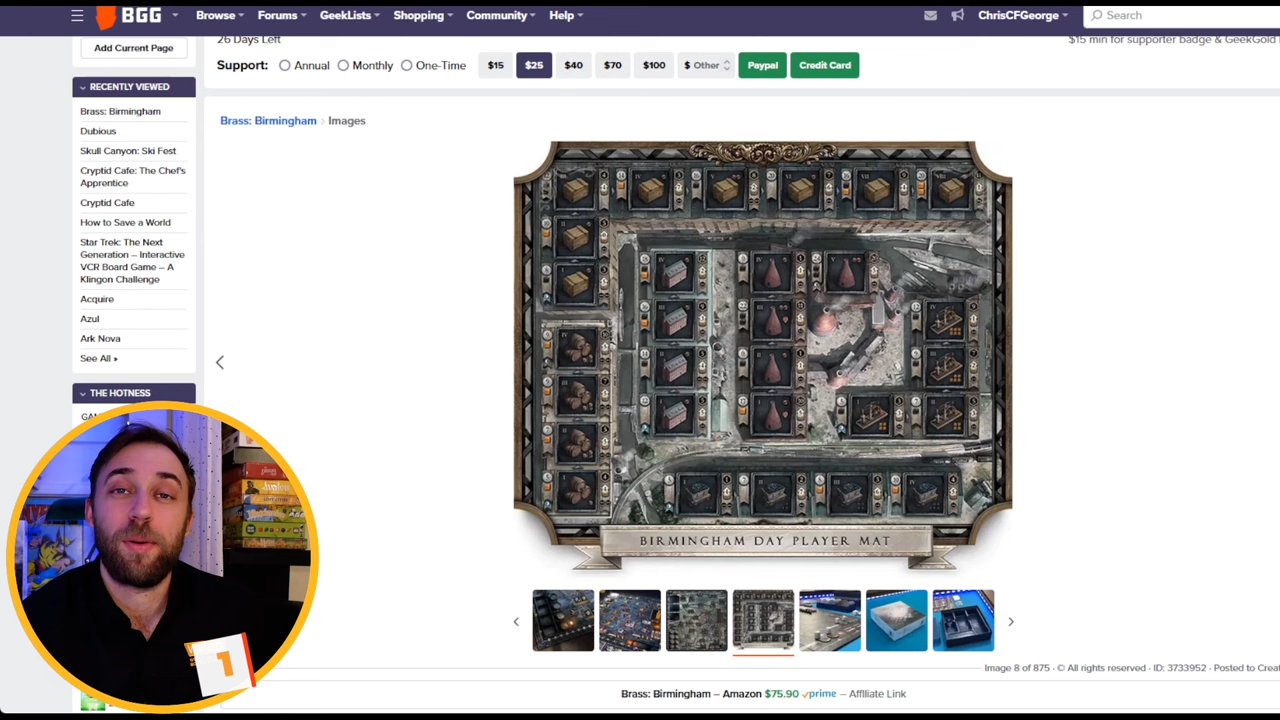 BGG
Browse
Forums
GeekLists
Shopping
Community
Help
ChrisCFGeorge
Search
Add Current Page
26 Days Left
$15 min for supporter badge & GeekGold
Support:
Annual
Monthly
One-Time
$15
$25
$40
$70
$100
$ Other
Paypal
Credit Card
RECENTLY VIEWED
Brass: Birmingham
Dubious
Skull Canyon: Ski Fest
Cryptid Cafe: The Chef's
Apprentice
Cryptid Cafe
How to Save a World
Star Trek: The Next
Generation – Interactive
VCR Board Game – A
Klingon Challenge
Acquire
Azul
Ark Nova
See All »
THE HOTNESS
Brass: Birmingham › Images
BIRMINGHAM DAY PLAYER MAT
1
Image 8 of 875 · © All rights reserved · ID: 3733952 · Posted to
Brass: Birmingham – Amazon $75.90 ✓prime – Affiliate Link